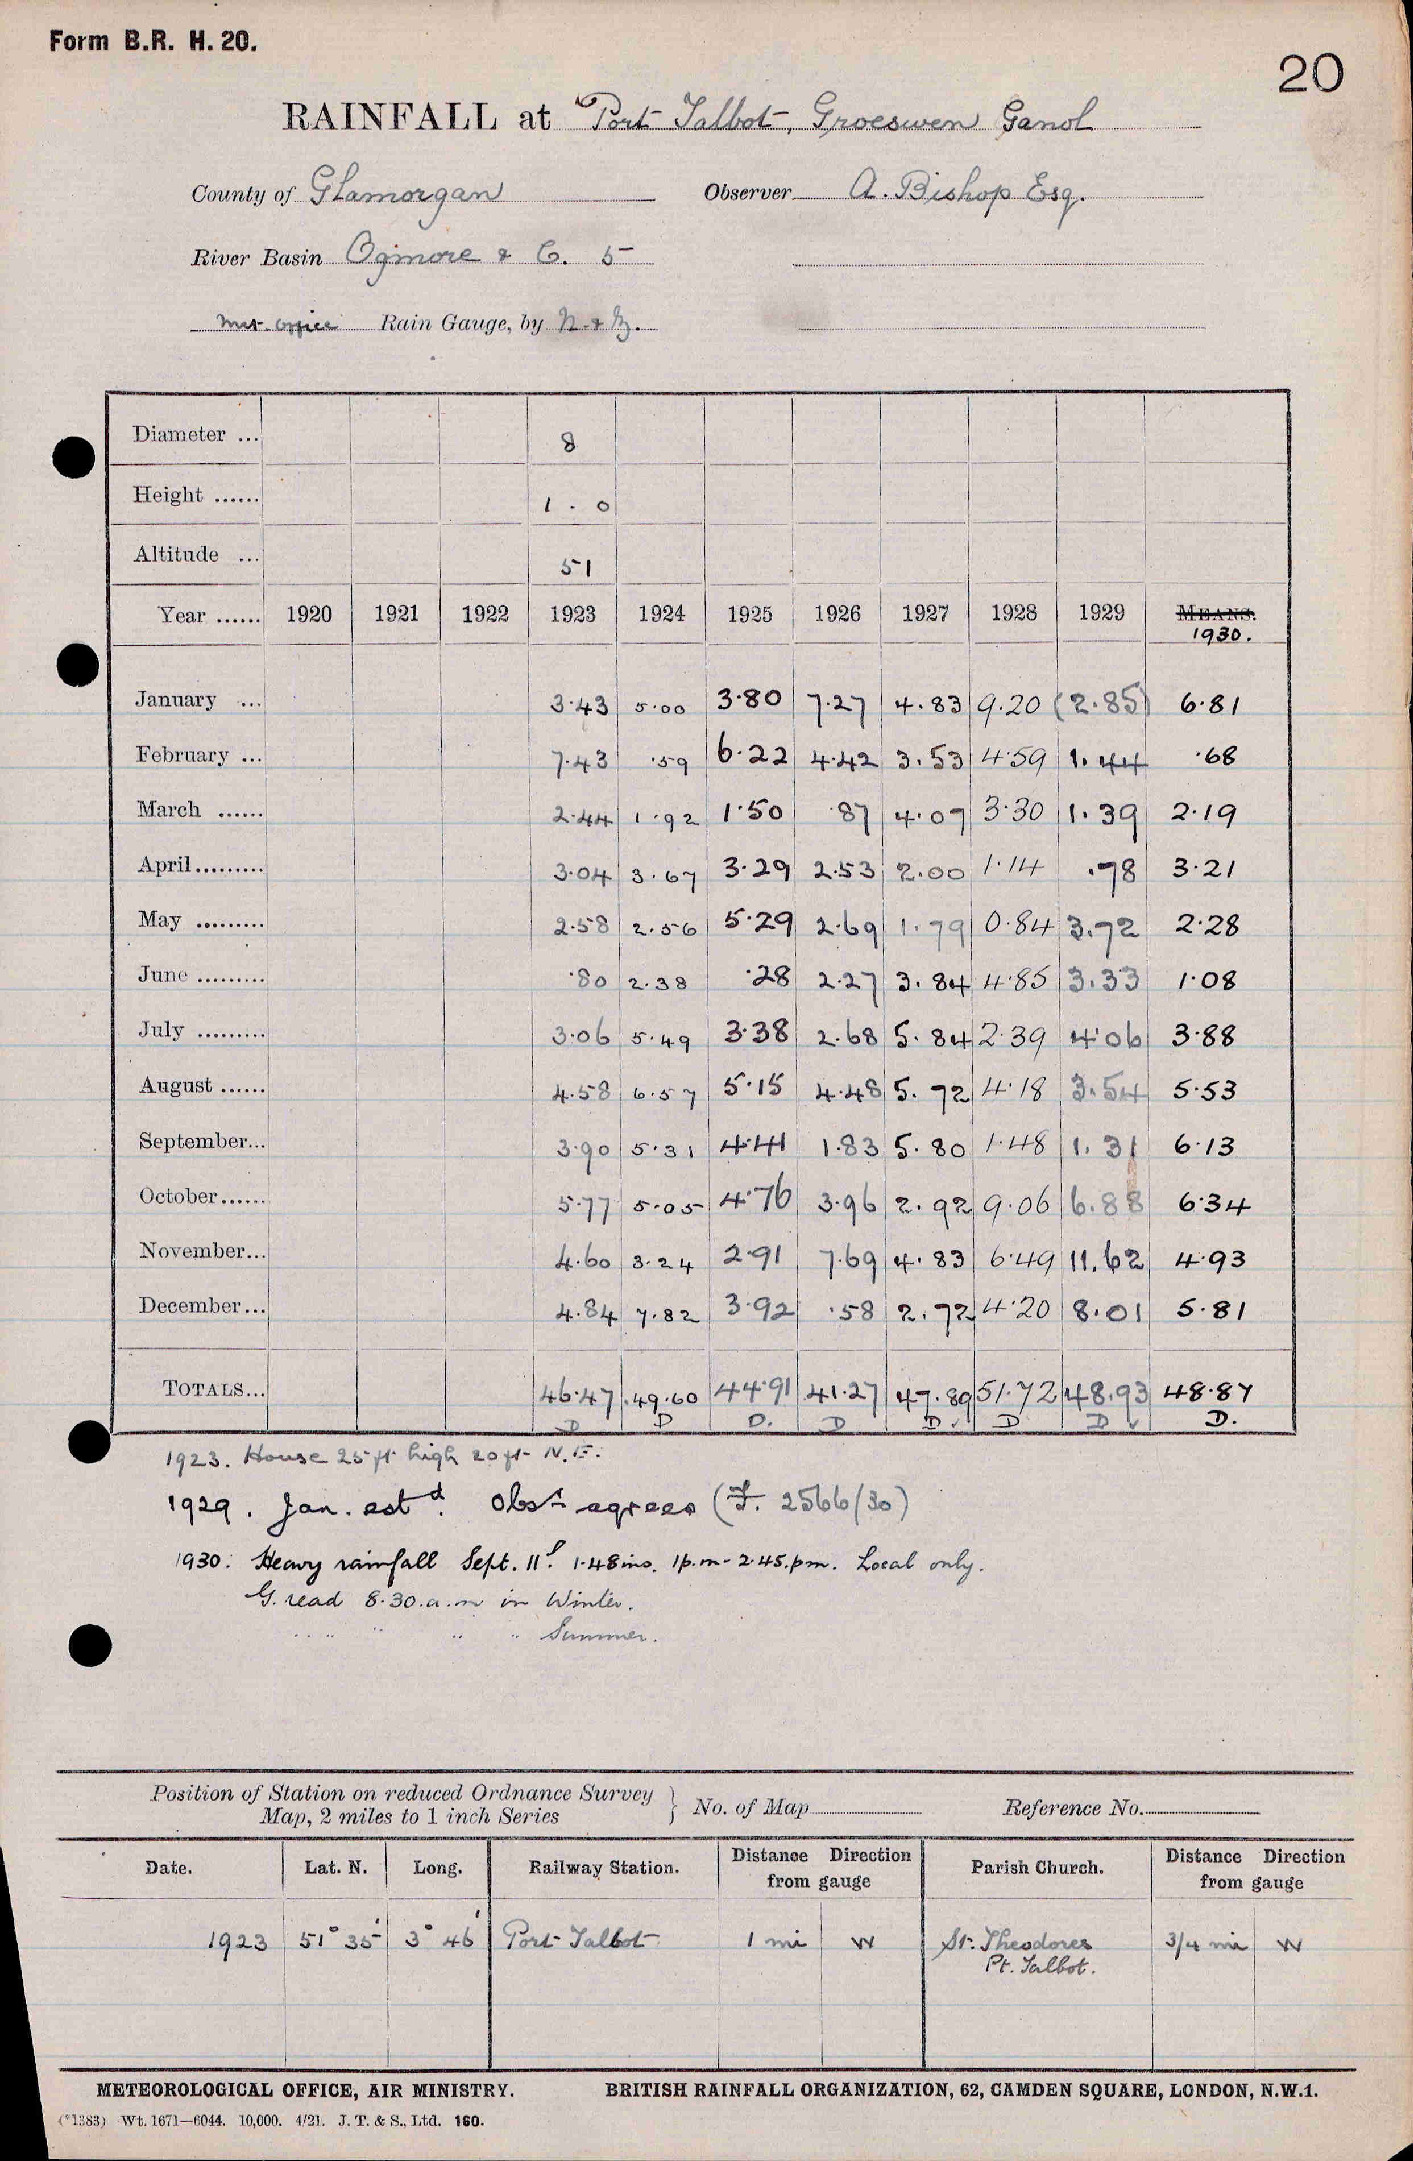 Form B.R. H. 20.
20
RAINFALL at Port Talbot, Groeswen Ganol
County of Glamorgan Observer A. Bishop Esq.
River Basin Ogmore & C. 5
Met. Office Rain Gauge, by N. & Z.
Diameter ... 8
Height ...... 1 . 0
Altitude ... 51
Year ...... 1920 1921 1922 1923 1924 1925 1926 1927 1928 1929 MEANS.
1930.
January ... 3.43 5.00 3.80 7.27 4.83 9.20 (2.85) 6.81
February ... 7.43 .59 6.22 4.42 3.53 4.59 1.44 .68
March ...... 2.44 1.92 1.50 .87 4.07 3.30 1.39 2.19
April......... 3.04 3.67 3.29 2.53 2.00 1.14 .78 3.21
May ......... 2.58 2.56 5.29 2.69 1.79 0.84 3.72 2.28
June ......... .80 2.38 .28 2.27 3.84 4.85 3.33 1.08
July ......... 3.06 5.49 3.38 2.68 5.84 2.39 4.06 3.88
August ...... 4.58 6.57 5.15 4.48 5.72 4.18 3.54 5.53
September... 3.90 5.31 4.41 1.83 5.80 1.48 1.31 6.13
October...... 5.77 5.05 4.76 3.96 2.92 9.06 6.88 6.34
November... 4.60 3.24 2.91 7.69 4.83 6.49 11.62 4.93
December... 4.84 7.82 3.92 .58 2.72 4.20 8.01 5.81
TOTALS... 46.47 49.60 44.91 41.27 47.89 51.72 48.93 48.87
D D D. D D ✓ D D ✓ D.
1923. House 25 ft high 20 ft N.E.
1929. Jan. estd. Obsr agrees (F. 2566/30)
1930: Heavy rainfall Sept. 11th 1.48 ins. 1 p.m - 2.45. p.m. Local only.
G. read 8.30. a.m in Winter.
" " " " " Summer.
Position of Station on reduced Ordnance Survey
Map, 2 miles to 1 inch Series } No. of Map Reference No.
Date. Lat. N. Long. Railway Station. Distance Direction from gauge Parish Church. Distance Direction from gauge
1923 51° 35' 3° 46' Port Talbot 1 mi W St. Theodores 3/4 mi W
Pt. Talbot.
METEOROLOGICAL OFFICE, AIR MINISTRY. BRITISH RAINFALL ORGANIZATION, 62, CAMDEN SQUARE, LONDON, N.W.1.
(*1383) Wt. 1671—6044. 10,000. 4/21. J. T. & S., Ltd. 160.